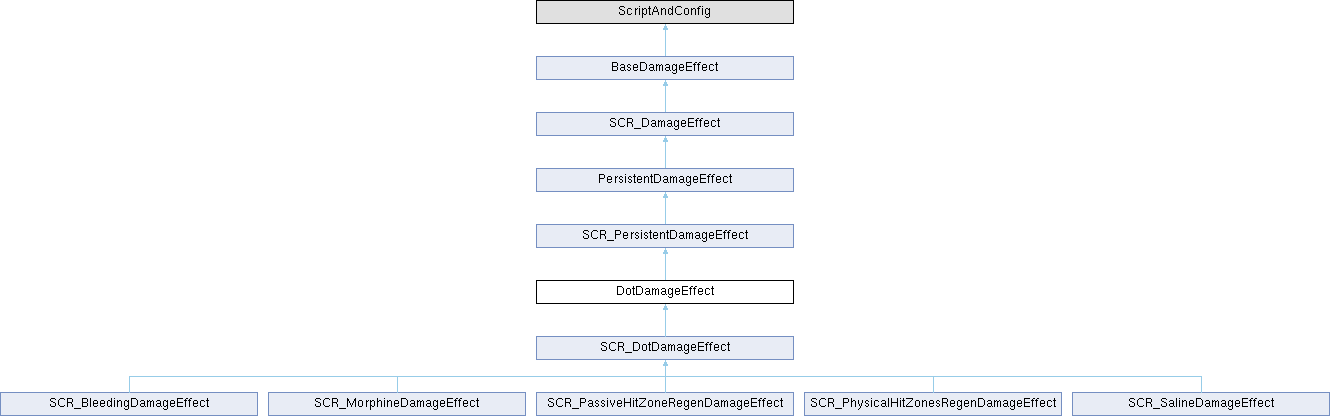 ScriptAndConfig
BaseDamageEffect
SCR_DamageEffect
PersistentDamageEffect
SCR_PersistentDamageEffect
DotDamageEffect
SCR_DotDamageEffect
SCR_BleedingDamageEffect
SCR_MorphineDamageEffect
SCR_PassiveHitZoneRegenDamageEffect
SCR_PhysicalHitZonesRegenDamageEffect
SCR_SalineDamageEffect